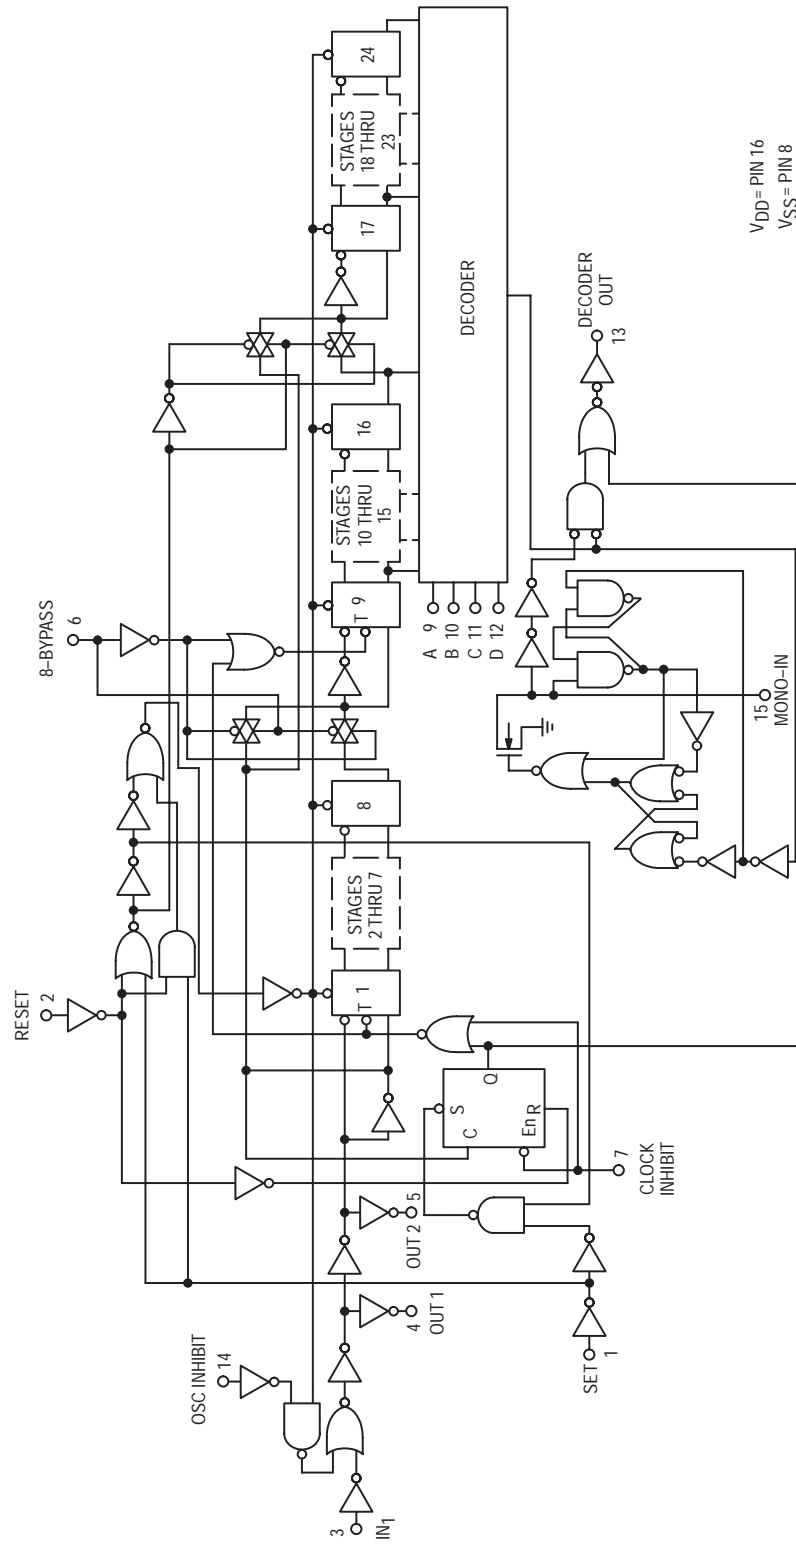 RESET
2
8–BYPASS
6
OSC INHIBIT
14
3
IN1
4
OUT 1
OUT 2
5
T 1
STAGES
2 THRU 7
8
T 9
STAGES
10 THRU
15
16
17
STAGES
18 THRU
23
24
C
S
En
R
Q
SET
1
7
CLOCK
INHIBIT
A 9
B 10
C 11
D 12
DECODER
15
MONO–IN
DECODER
OUT
13
VDD = PIN 16
VSS = PIN 8